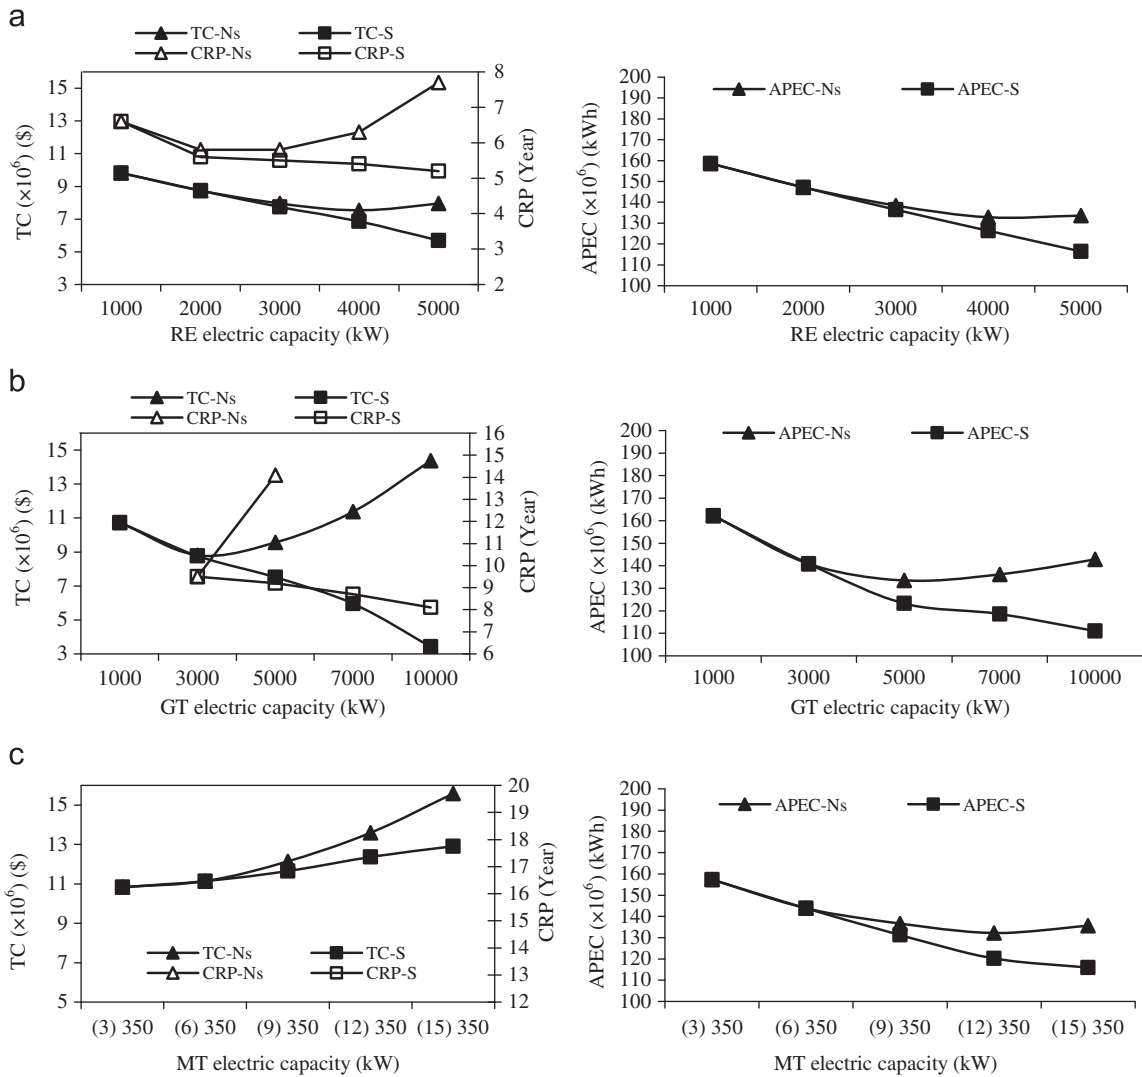 a
TC-Ns
TC-S
CRP-Ns
CRP-S
TC (×10⁶) ($)
15
13
11
9
7
5
3
8
7
6
5
4
3
2
CRP (Year)
1000 2000 3000 4000 5000
RE electric capacity (kW)
APEC-Ns
APEC-S
APEC (×10⁶) (kWh)
200
190
180
170
160
150
140
130
120
110
100
1000 2000 3000 4000 5000
RE electric capacity (kW)
b
TC-Ns
TC-S
CRP-Ns
CRP-S
TC (×10⁶) ($)
15
13
11
9
7
5
3
16
15
14
13
12
11
10
9
8
7
6
CRP (Year)
1000 3000 5000 7000 10000
GT electric capacity (kW)
APEC-Ns
APEC-S
APEC (×10⁶) (kWh)
200
190
180
170
160
150
140
130
120
110
100
1000 3000 5000 7000 10000
GT electric capacity (kW)
c
TC (×10⁶) ($)
15
13
11
9
7
5
TC-Ns
TC-S
CRP-Ns
CRP-S
20
19
18
17
16
15
14
13
12
CRP (Year)
(3) 350 (6) 350 (9) 350 (12) 350 (15) 350
MT electric capacity (kW)
APEC-Ns
APEC-S
APEC (×10⁶) (kWh)
200
190
180
170
160
150
140
130
120
110
100
(3) 350 (6) 350 (9) 350 (12) 350 (15) 350
MT electric capacity (kW)